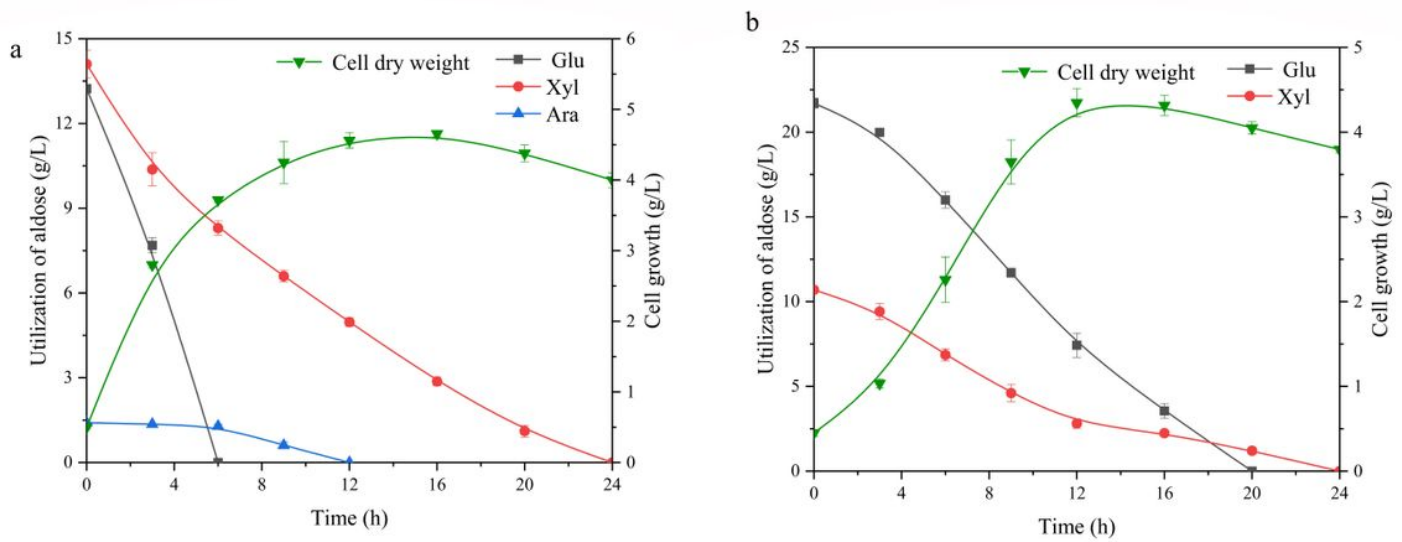 a
Cell dry weight
Glu
Xyl
Ara
Utilization of aldose (g/L)
15
12
9
6
3
0
Cell growth (g/L)
6
5
4
3
2
1
0
0 4 8 12 16 20 24
Time (h)
b
Cell dry weight
Glu
Xyl
Utilization of aldose (g/L)
25
20
15
10
5
0
Cell growth (g/L)
5
4
3
2
1
0
0 4 8 12 16 20 24
Time (h)